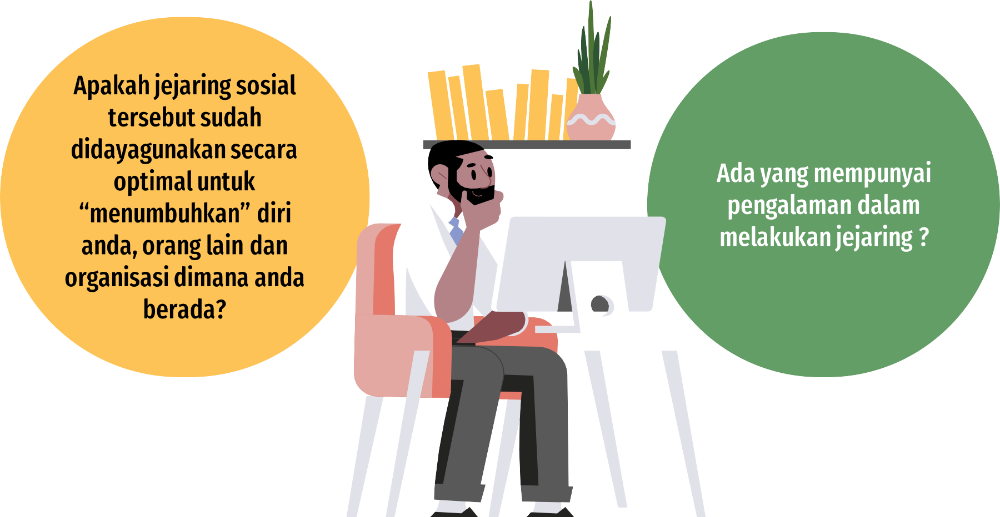 Apakah jejaring sosial
tersebut sudah
didayagunakan secara
optimal untuk
“menumbuhkan” diri
anda, orang lain dan
organisasi dimana anda
berada?
Ada yang mempunyai
pengalaman dalam
melakukan jejaring ?